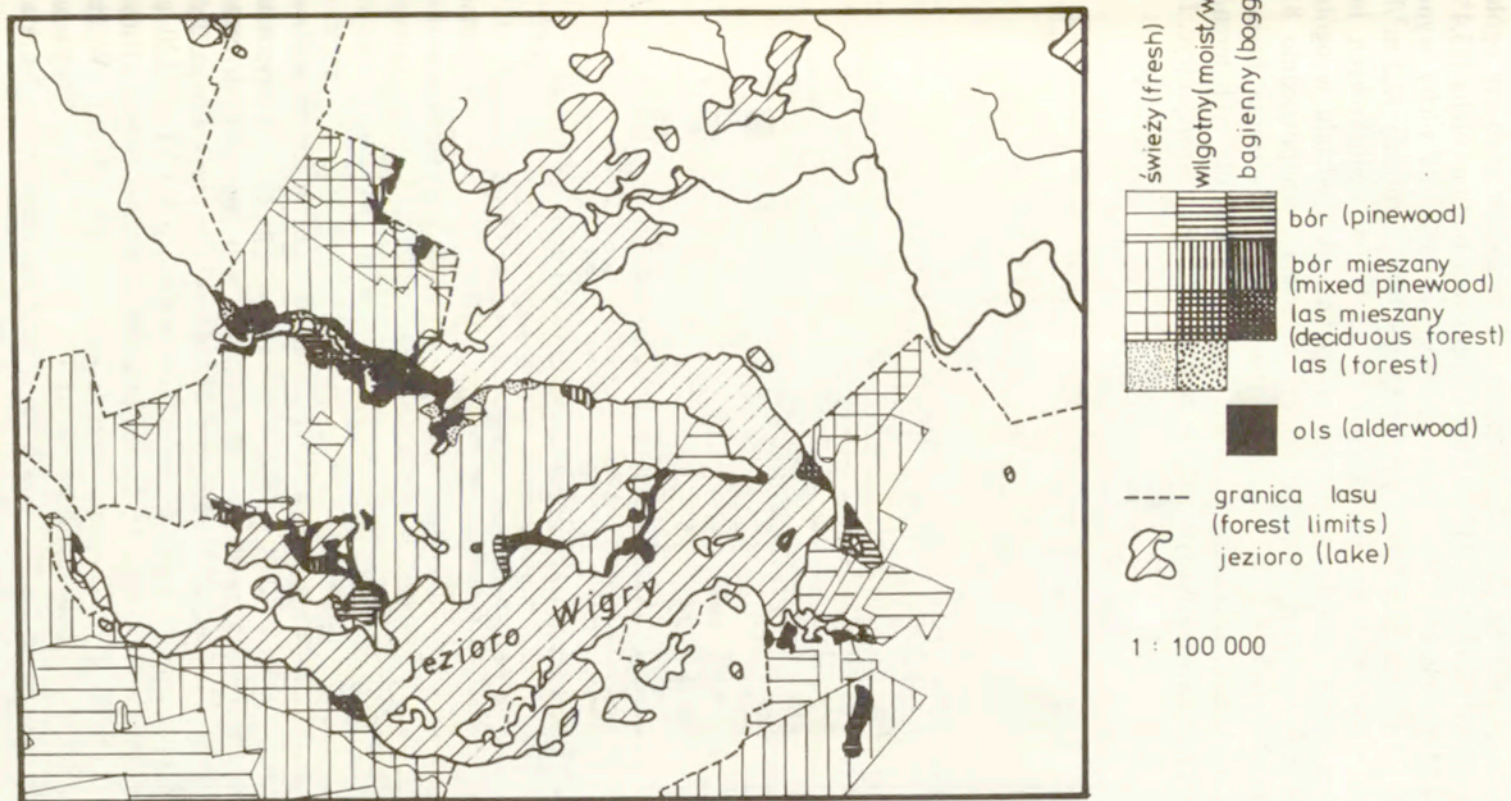 świeży (fresh)
wilgotny (moist/w
bagienny (bogg
bór (pinewood)
bór mieszany
(mixed pinewood)
las mieszany
(deciduous forest)
las (forest)
ols (alderwood)
granica lasu
(forest limits)
jezioro (lake)
1 : 100 000
Jezioro Wigry